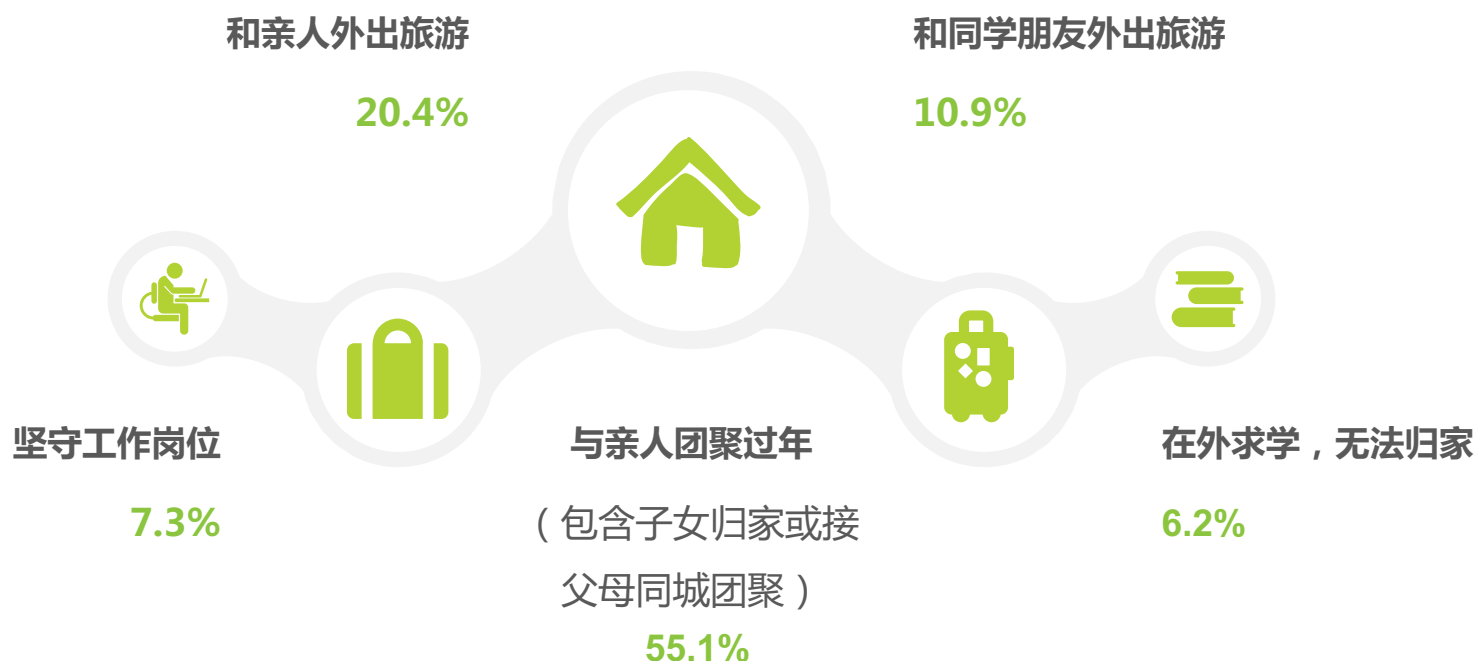 和亲人外出旅游
20.4%
和同学朋友外出旅游
10.9%
坚守工作岗位
7.3%
与亲人团聚过年
（包含子女归家或接
父母同城团聚）
55.1%
在外求学，无法归家
6.2%